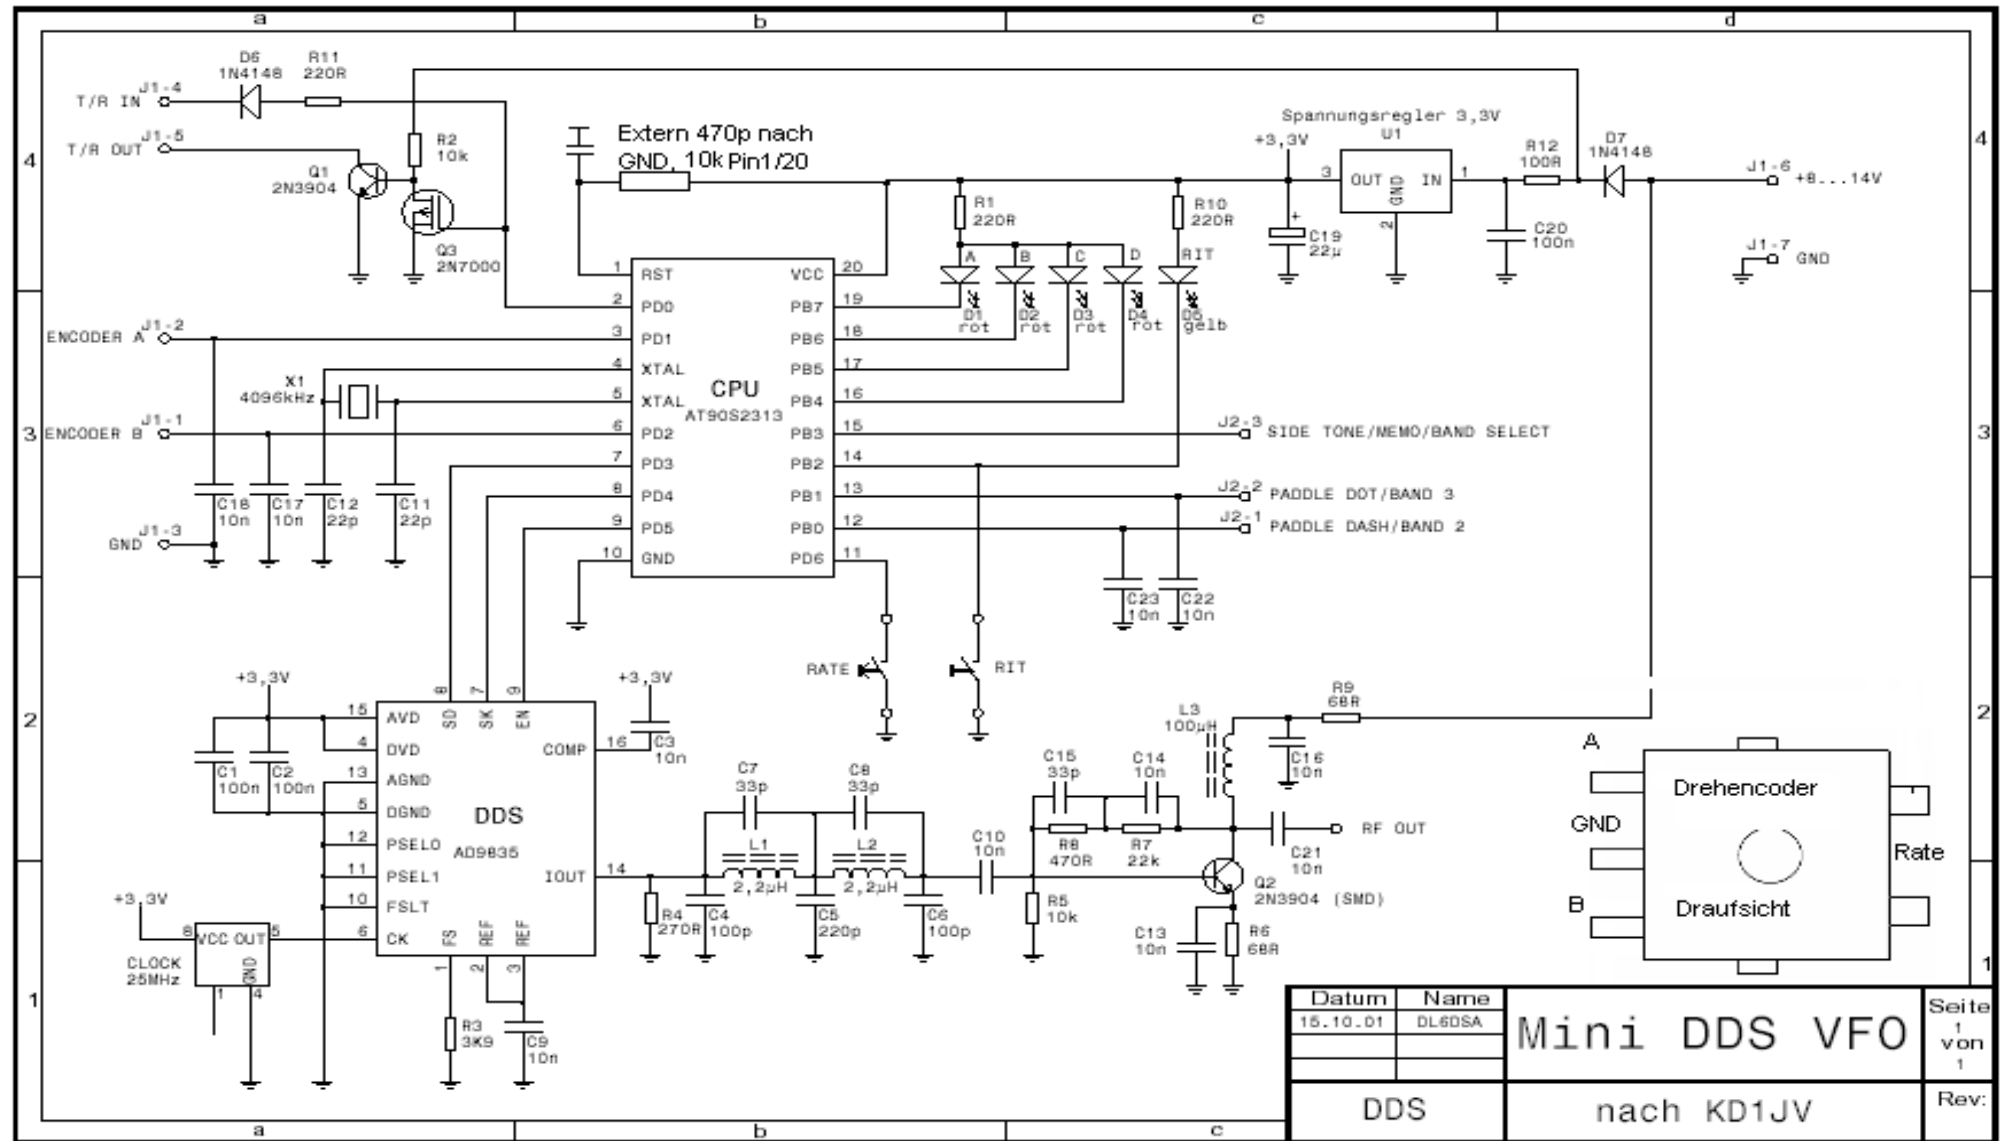 a b c d
4 4
3 3
2 2
1 1
D6
1N4148
R11
220R
T/R IN J1-4
T/R OUT J1-5
R2
10k
Q1
2N3904
Q3
2N7000
Extern 470p nach
GND, 10k Pin1/20
Spannungsregler 3,3V
U1
+3,3V
3 OUT IN 1
GND
2
R12
100R
D7
1N4148
J1-6 +8...14V
J1-7 GND
C19
22µ
+
C20
100n
R1
220R
R10
220R
A B C D RIT
D1
rot
D2
rot
D3
rot
D4
rot
D5
gelb
ENCODER A J1-2
ENCODER B J1-1
GND J1-3
X1
4096kHz
C18
10n
C17
10n
C12
22p
C11
22p
CPU
AT90S2313
1 RST
2 PD0
3 PD1
4 XTAL
5 XTAL
6 PD2
7 PD3
8 PD4
9 PD5
10 GND
VCC 20
PB7 19
PB6 18
PB5 17
PB4 16
PB3 15
PB2 14
PB1 13
PB0 12
PD6 11
J2-3 SIDE TONE/MEMO/BAND SELECT
J2-2 PADDLE DOT/BAND 3
J2-1 PADDLE DASH/BAND 2
C23
10n
C22
10n
RATE
RIT
+3,3V
C1
100n
C2
100n
DDS
AD9835
15 AVD
4 DVD
13 AGND
5 DGND
12 PSEL0
11 PSEL1
10 FSLT
6 CK
8 SD
7 SK
9 EN
COMP 16
IOUT 14
FS 1
REF 2
REF 3
+3,3V
C3
10n
+3,3V
8 VCC OUT 5
GND
1 4
CLOCK
25MHz
R3
3K9
C9
10n
C7
33p
C8
33p
L1
2,2µH
L2
2,2µH
R4
270R
C4
100p
C5
220p
C6
100p
C10
10n
C15
33p
C14
10n
R8
470R
R7
22k
R5
10k
L3
100µH
R9
68R
C16
10n
C21
10n
RF OUT
Q2
2N3904 (SMD)
C13
10n
R6
68R
A
GND
B
Drehencoder
Draufsicht
Rate
Datum Name
15.10.01 DL6DSA
Mini DDS VFO
Seite
1
von
1
DDS
nach KD1JV
Rev:
a b c